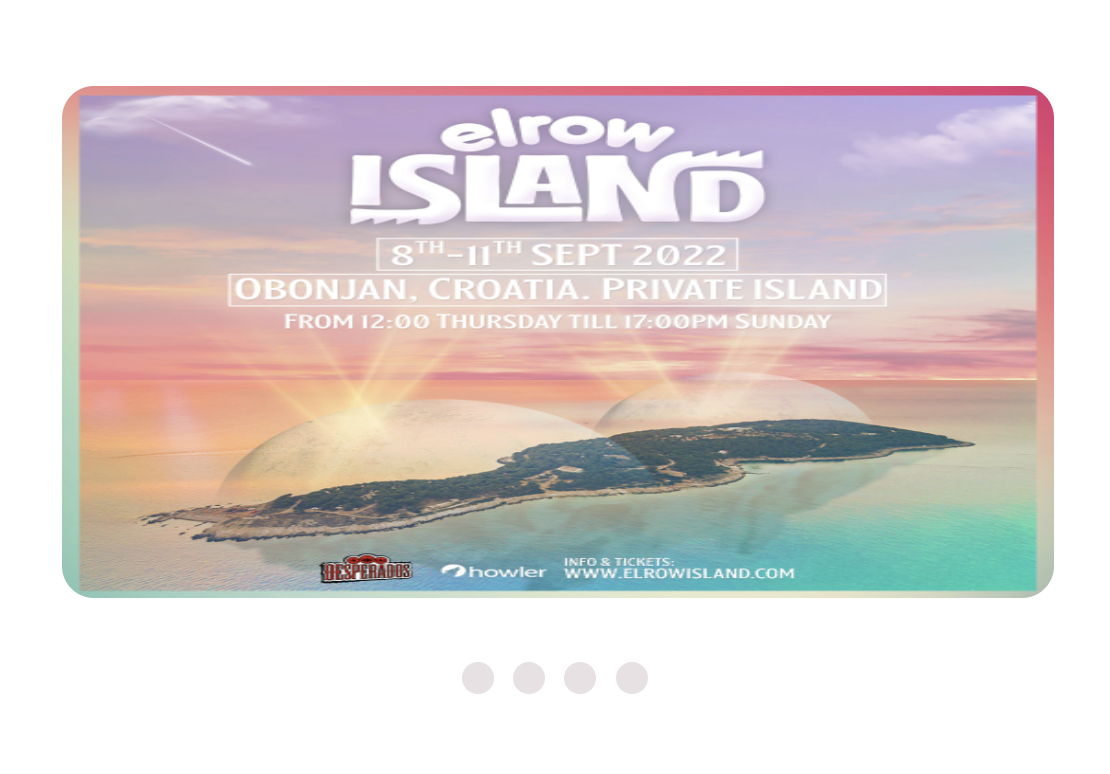 elrow
ISLAND
8TH-11TH SEPT 2022
OBONJAN, CROATIA. PRIVATE ISLAND
FROM 12:00 THURSDAY TILL 17:00PM SUNDAY
DESPERADOS
howler
INFO & TICKETS:
WWW.ELROWISLAND.COM